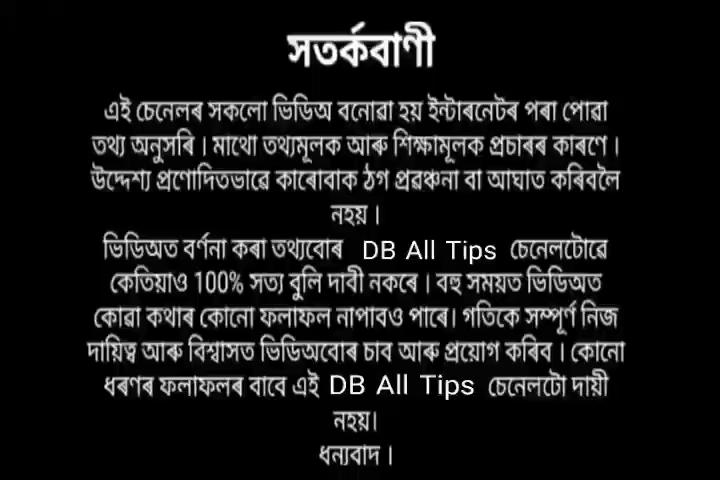 সতৰ্কবাণী
এই চেনেলৰ সকলো ভিডিঅ বনোৱা হয় ইন্টাৰনেটৰ পৰা পোৱা
তথ্য অনুসৰি । মাথো তথ্যমূলক আৰু শিক্ষামূলক প্ৰচাৰৰ কাৰণে ।
উদ্দেশ্য প্ৰণোদিতভাৱে কাৰোবাক ঠগ প্ৰৱঞ্চনা বা আঘাত কৰিবলৈ
নহয় ।
ভিডিঅত বৰ্ণনা কৰা তথ্যবোৰ DB All Tips চেনেলটোৱে
কেতিয়াও 100% সত্য বুলি দাবী নকৰে । বহু সময়ত ভিডিঅত
কোৱা কথাৰ কোনো ফলাফল নাপাবও পাৰে। গতিকে সম্পূৰ্ণ নিজ
দায়িত্ব আৰু বিশ্বাসত ভিডিঅবোৰ চাব আৰু প্ৰয়োগ কৰিব । কোনো
ধৰণৰ ফলাফলৰ বাবে এই DB All Tips চেনেলটো দায়ী
নহয়।
ধন্যবাদ ।